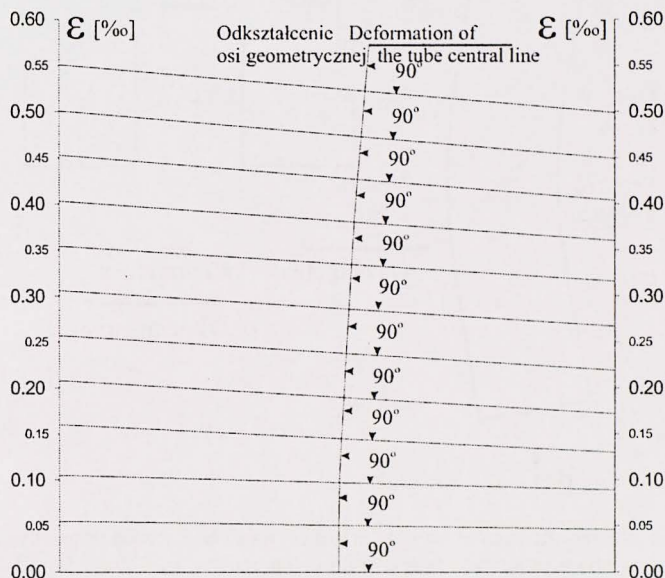 0.60 ε [‰] Odkształcenie Deformation of ε [‰] 0.60
osi geometrycznej the tube central line
0.55 90° 0.55
0.50 90° 0.50
0.45 90° 0.45
0.40 90° 0.40
0.35 90° 0.35
0.30 90° 0.30
0.25 90° 0.25
0.20 90° 0.20
0.15 90° 0.15
0.10 90° 0.10
0.05 90° 0.05
0.00 90° 0.00